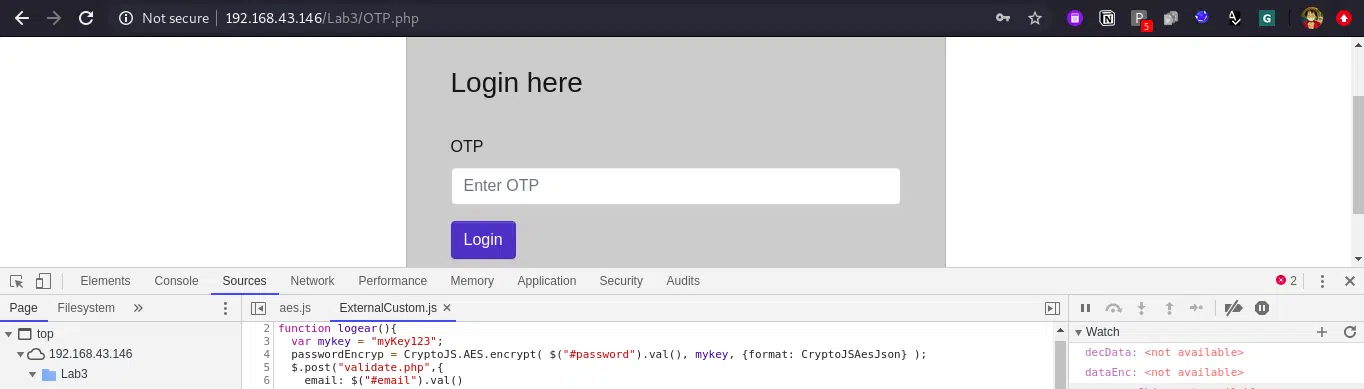 Not secure | 192.168.43.146/Lab3/OTP.php
5
G
Login here
OTP
Enter OTP
Login
Elements Console Sources Network Performance Memory Application Security Audits 2
Page Filesystem » aes.js ExternalCustom.js ×
top
192.168.43.146
Lab3
2 function logear(){
3 var mykey = "myKey123";
4 passwordEncryp = CryptoJS.AES.encrypt( $("#password").val(), mykey, {format: CryptoJSAesJson} );
5 $.post("validate.php",{
6 email: $("#email").val()
Watch
decData: <not available>
dataEnc: <not available>